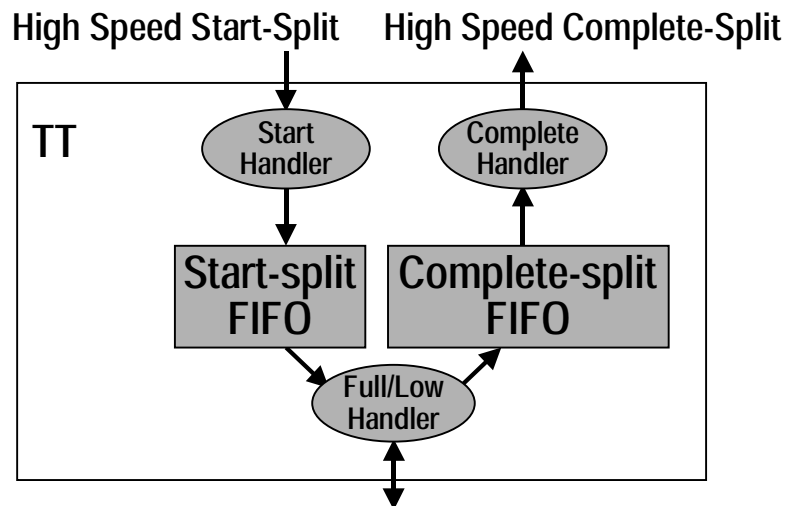 High Speed Start-Split
High Speed Complete-Split
TT
Start
Handler
Complete
Handler
Start-split
FIFO
Complete-split
FIFO
Full/Low
Handler